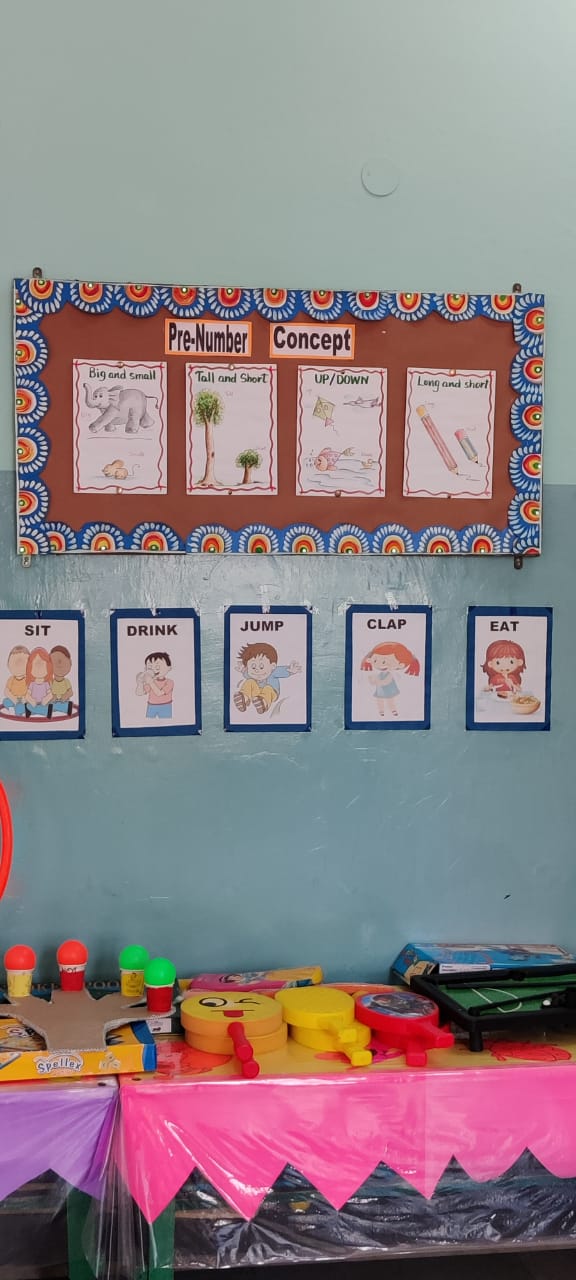 Pre-Number Concept
Big and small
Tall and Short
UP/DOWN
Long and short
SIT
DRINK
JUMP
CLAP
EAT
Spellex